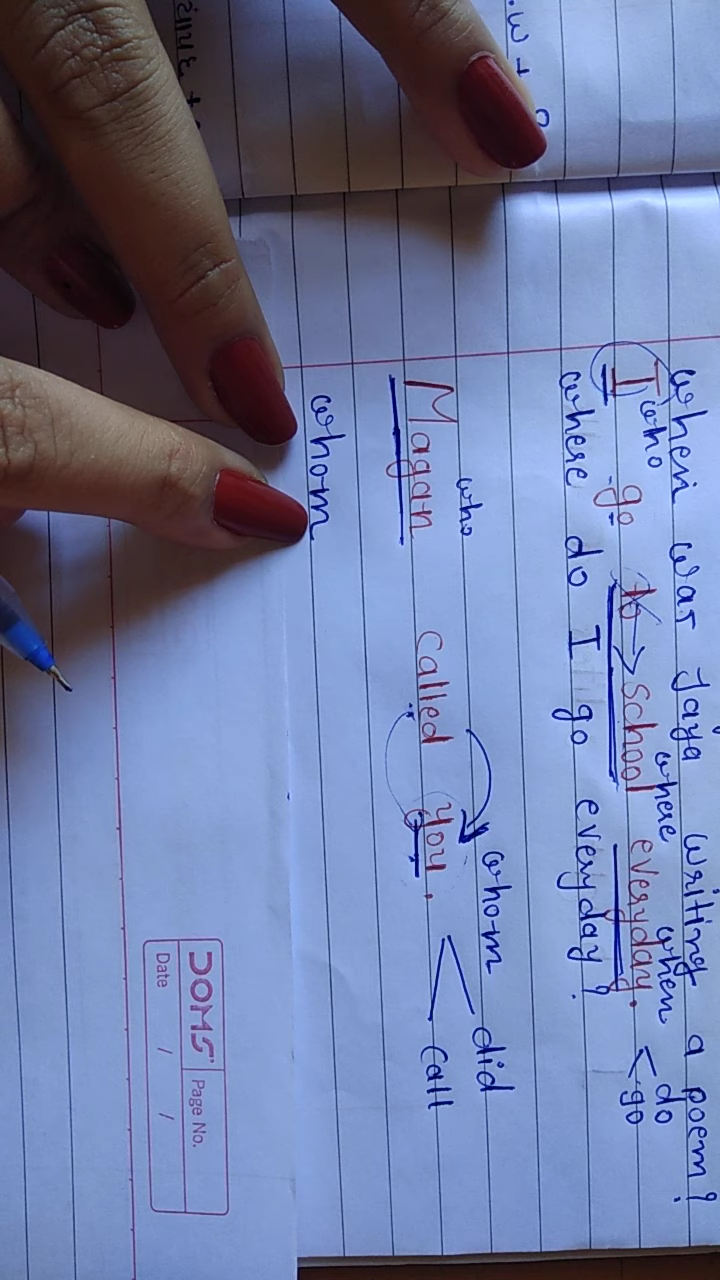 when was Jaya writing a poem?
who where when do
I go to → school everyday. < go
where do I go everyday?
who whom did
Magan called you. < call
whom
DOMS Page No.
Date / /